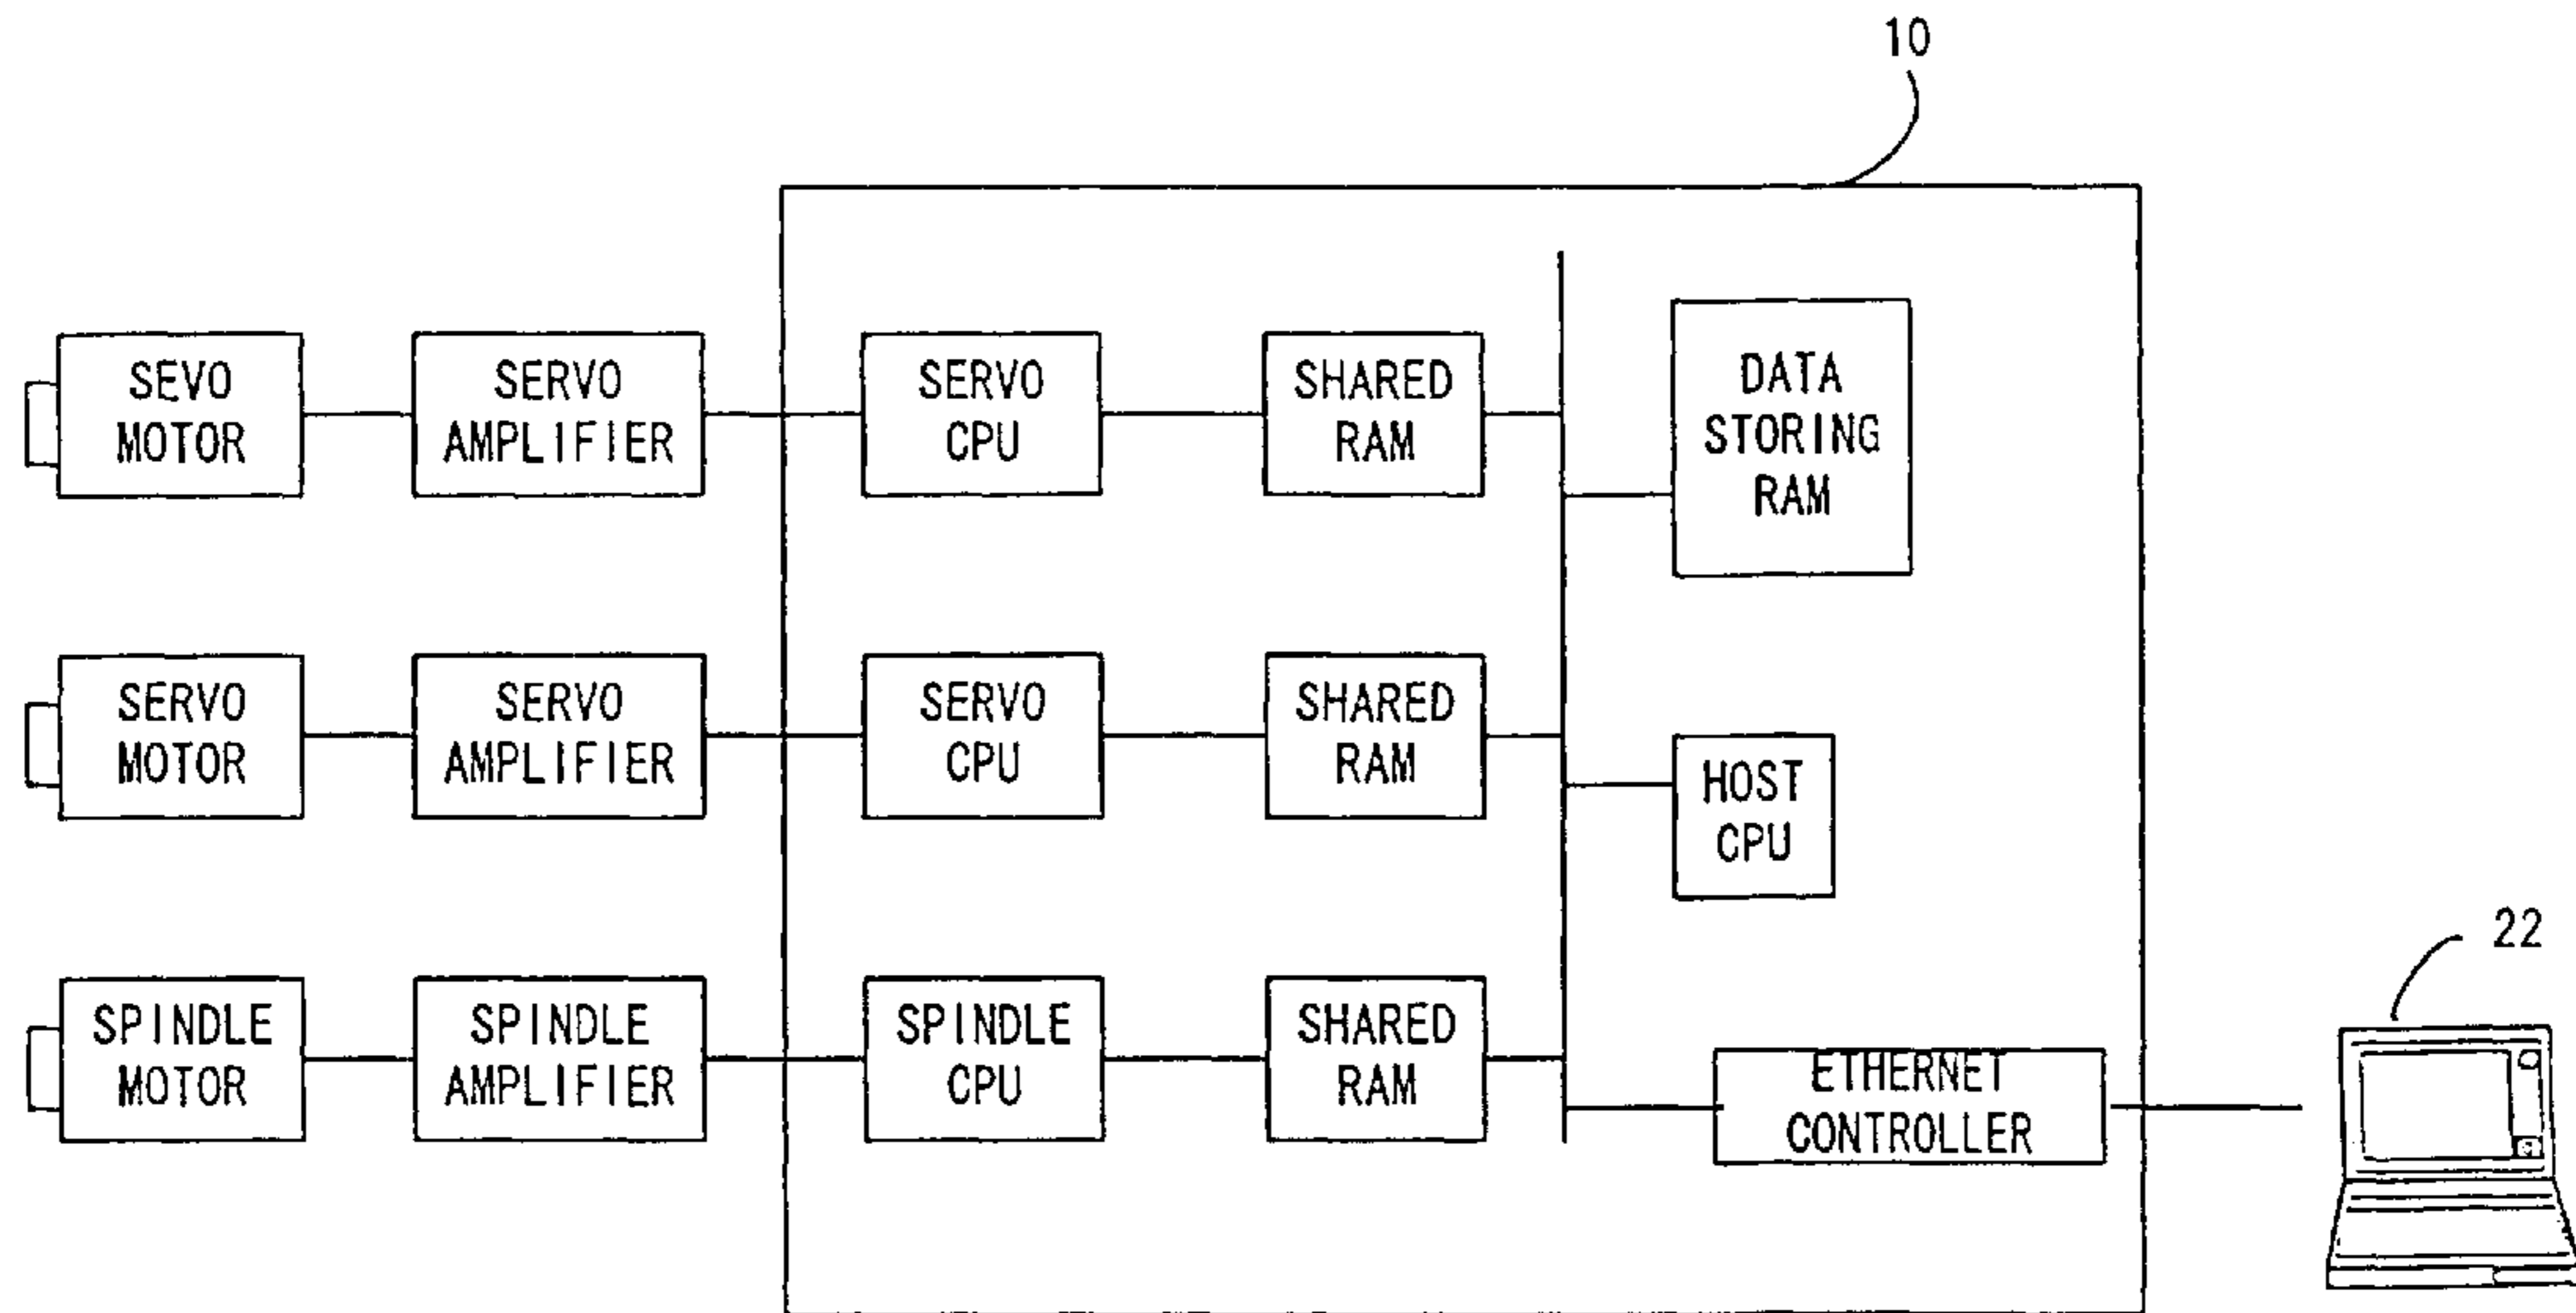 10
SEVO
MOTOR
SERVO
AMPLIFIER
SERVO
CPU
SHARED
RAM
DATA
STORING
RAM
SERVO
MOTOR
SERVO
AMPLIFIER
SERVO
CPU
SHARED
RAM
HOST
CPU
SPINDLE
MOTOR
SPINDLE
AMPLIFIER
SPINDLE
CPU
SHARED
RAM
ETHERNET
CONTROLLER
22